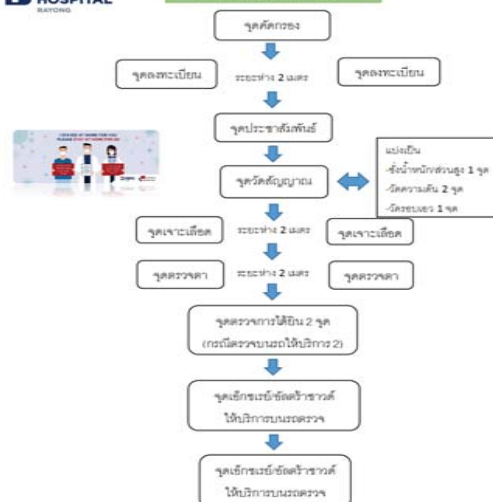 HOSPITAL
RAYONG
จุดคัดกรอง
จุดลงทะเบียน
ระยะห่าง 2 เมตร
จุดลงทะเบียน
จุดประชาสัมพันธ์
จุดวัดสัญญาณ
แบ่งเป็น
-ชั่งน้ำหนัก/ส่วนสูง 1 จุด
-วัดความดัน 2 จุด
-วัดรอบเอว 1 จุด
จุดเจาะเลือด
ระยะห่าง 2 เมตร
จุดเจาะเลือด
จุดตรวจตา
ระยะห่าง 2 เมตร
จุดตรวจตา
จุดตรวจการได้ยิน 2 จุด
(กรณีตรวจบนรถให้บริการ 2)
จุดเอ็กซเรย์/อัลตร้าซาวด์
ให้บริการบนรถตรวจ
จุดเอ็กซเรย์/อัลตร้าซาวด์
ให้บริการบนรถตรวจ